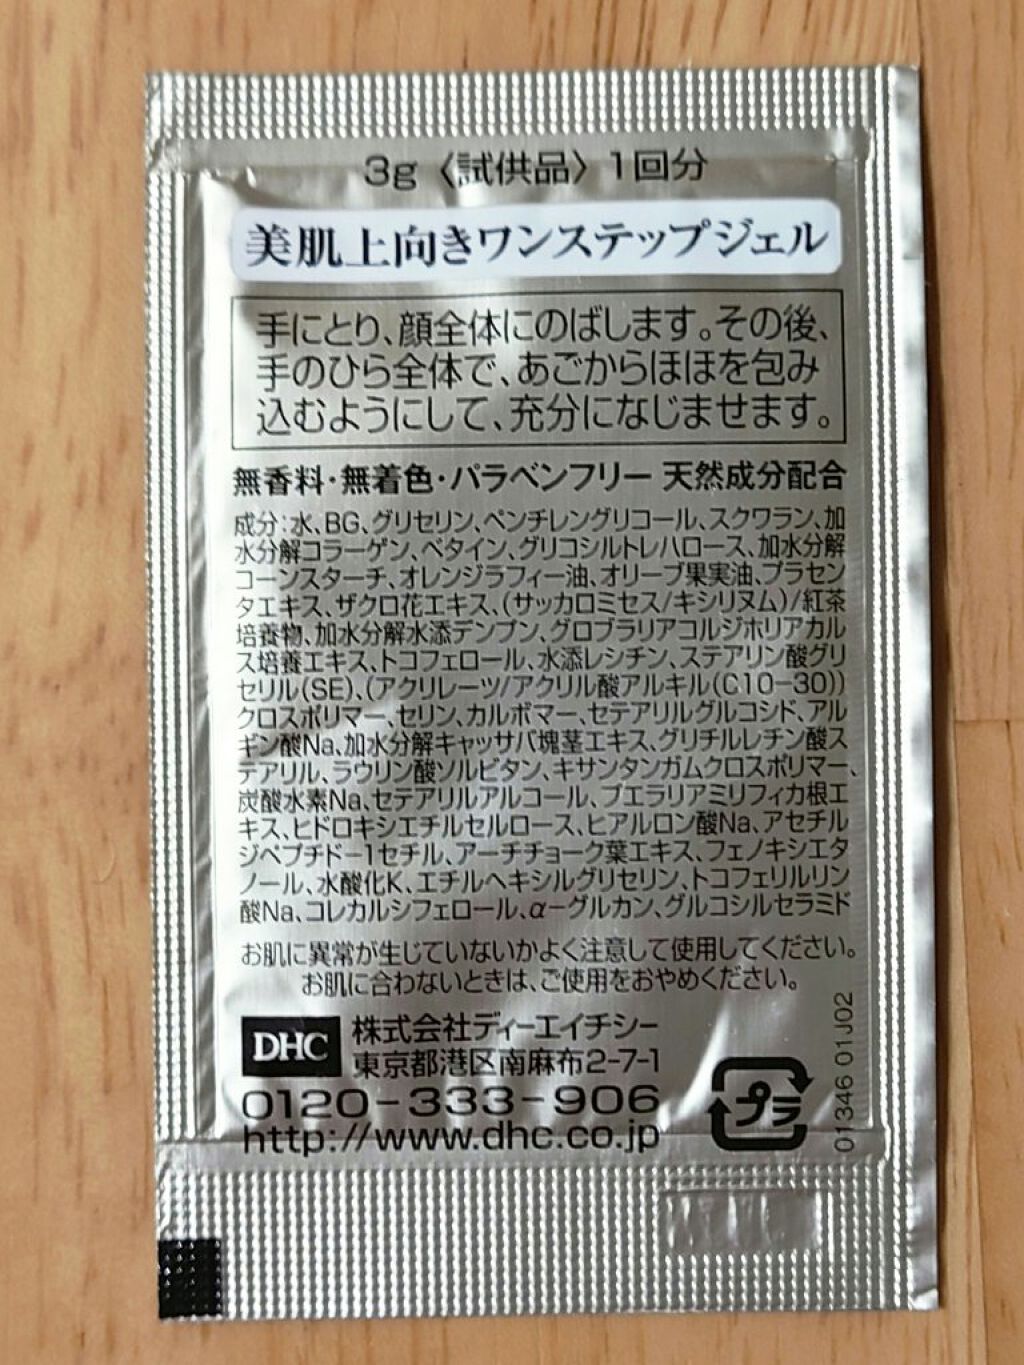 3g〈試供品〉1回分
美肌上向きワンステップジェル
手にとり、顔全体にのばします。その後、
手のひら全体で、あごからほほを包み
込むようにして、充分になじませます。
無香料・無着色・パラベンフリー 天然成分配合
成分:水、BG、グリセリン、ペンチレングリコール、スクワラン、加
水分解コラーゲン、ベタイン、グリコシルトレハロース、加水分解
コーンスターチ、オレンジラフィー油、オリーブ果実油、プラセン
タエキス、ザクロ花エキス、(サッカロミセス/キシリヌム)/紅茶
培養物、加水分解水添デンプン、グロブラリアコルジホリアカル
ス培養エキス、トコフェロール、水添レシチン、ステアリン酸グリ
セリル(SE)、(アクリレーツ/アクリル酸アルキル(C10-30))
クロスポリマー、セリン、カルボマー、セテアリルグルコシド、アル
ギン酸Na、加水分解キャッサバ塊茎エキス、グリチルレチン酸ス
テアリル、ラウリン酸ソルビタン、キサンタンガムクロスポリマー、
炭酸水素Na、セテアリルアルコール、プエラリアミリフィカ根エ
キス、ヒドロキシエチルセルロース、ヒアルロン酸Na、アセチル
ジペプチド-1セチル、アーチチョーク葉エキス、フェノキシエタ
ノール、水酸化K、エチルヘキシルグリセリン、トコフェリルリン
酸Na、コレカルシフェロール、α-グルカン、グルコシルセラミド
お肌に異常が生じていないかよく注意して使用してください。
お肌に合わないときは、ご使用をおやめください。
DHC 株式会社ディーエイチシー
東京都港区南麻布2-7-1
0120-333-906
http://www.dhc.co.jp
プラ
01346 01J02